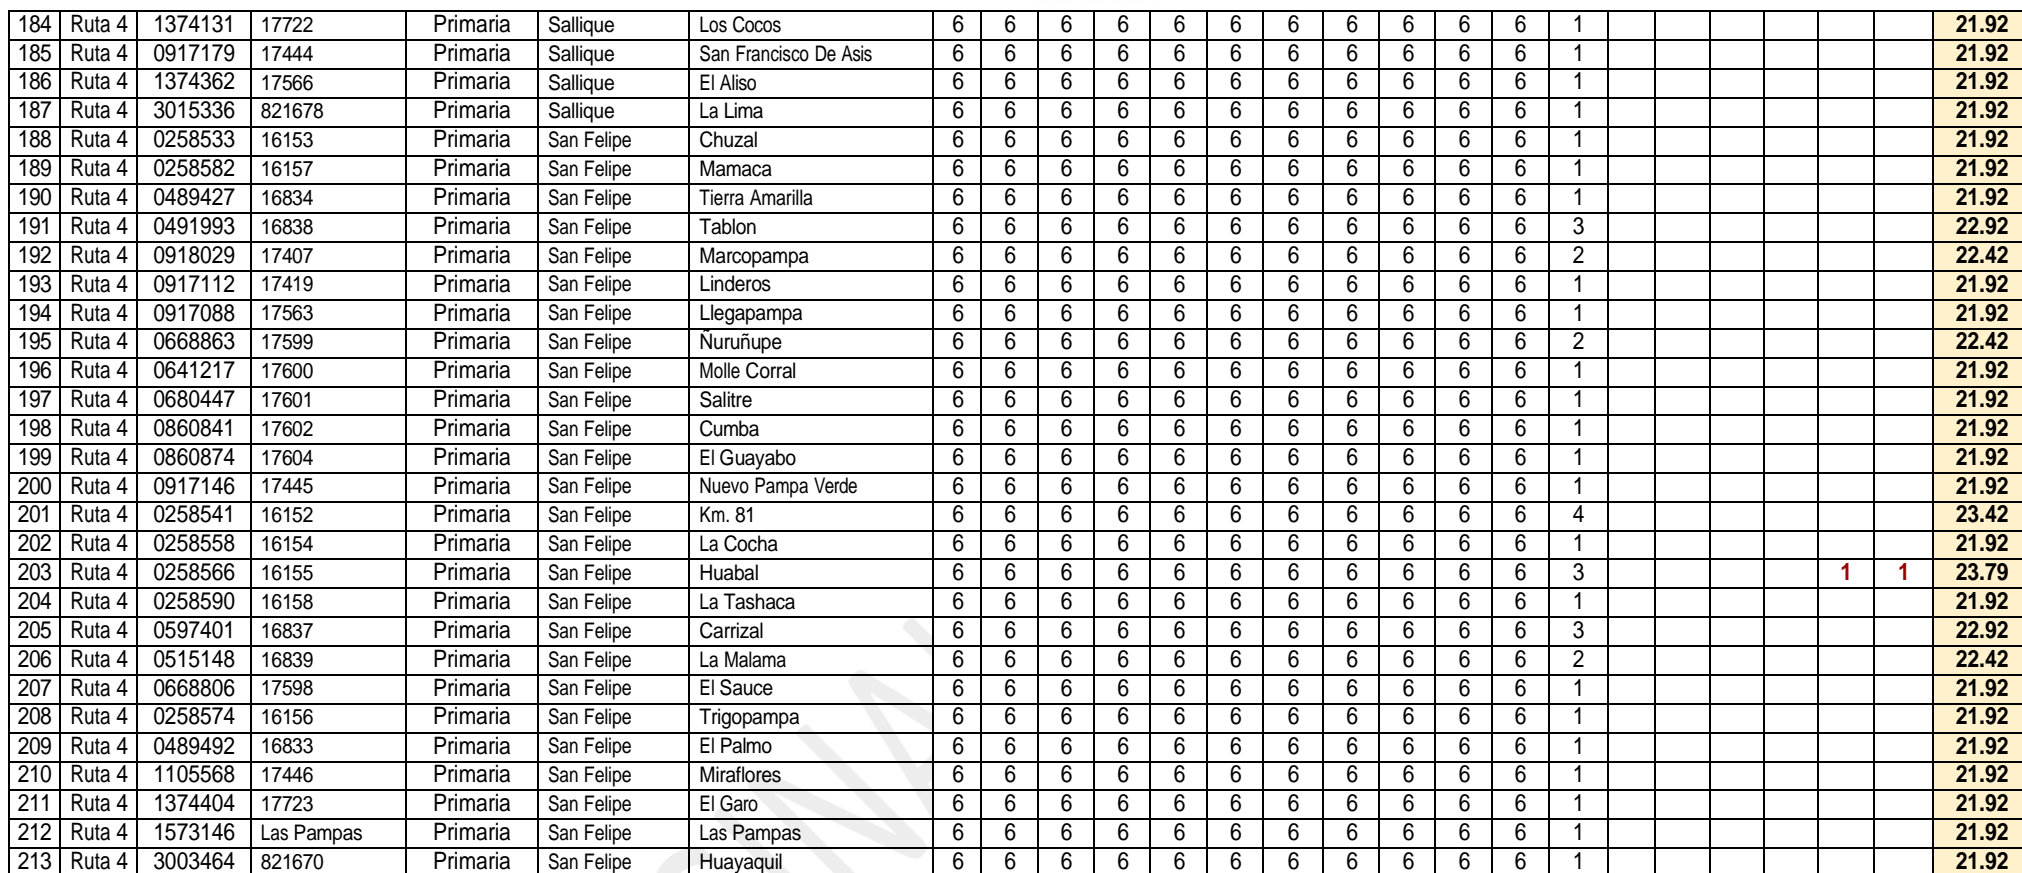 184 Ruta 4 1374131 17722 Primaria Sallique Los Cocos 6 6 6 6 6 6 6 6 6 6 6 1 21.92
185 Ruta 4 0917179 17444 Primaria Sallique San Francisco De Asis 6 6 6 6 6 6 6 6 6 6 6 1 21.92
186 Ruta 4 1374362 17566 Primaria Sallique El Aliso 6 6 6 6 6 6 6 6 6 6 6 1 21.92
187 Ruta 4 3015336 821678 Primaria Sallique La Lima 6 6 6 6 6 6 6 6 6 6 6 1 21.92
188 Ruta 4 0258533 16153 Primaria San Felipe Chuzal 6 6 6 6 6 6 6 6 6 6 6 1 21.92
189 Ruta 4 0258582 16157 Primaria San Felipe Mamaca 6 6 6 6 6 6 6 6 6 6 6 1 21.92
190 Ruta 4 0489427 16834 Primaria San Felipe Tierra Amarilla 6 6 6 6 6 6 6 6 6 6 6 1 21.92
191 Ruta 4 0491993 16838 Primaria San Felipe Tablon 6 6 6 6 6 6 6 6 6 6 6 3 22.92
192 Ruta 4 0918029 17407 Primaria San Felipe Marcopampa 6 6 6 6 6 6 6 6 6 6 6 2 22.42
193 Ruta 4 0917112 17419 Primaria San Felipe Linderos 6 6 6 6 6 6 6 6 6 6 6 1 21.92
194 Ruta 4 0917088 17563 Primaria San Felipe Llegapampa 6 6 6 6 6 6 6 6 6 6 6 1 21.92
195 Ruta 4 0668863 17599 Primaria San Felipe Ñuruñupe 6 6 6 6 6 6 6 6 6 6 6 2 22.42
196 Ruta 4 0641217 17600 Primaria San Felipe Molle Corral 6 6 6 6 6 6 6 6 6 6 6 1 21.92
197 Ruta 4 0680447 17601 Primaria San Felipe Salitre 6 6 6 6 6 6 6 6 6 6 6 1 21.92
198 Ruta 4 0860841 17602 Primaria San Felipe Cumba 6 6 6 6 6 6 6 6 6 6 6 1 21.92
199 Ruta 4 0860874 17604 Primaria San Felipe El Guayabo 6 6 6 6 6 6 6 6 6 6 6 1 21.92
200 Ruta 4 0917146 17445 Primaria San Felipe Nuevo Pampa Verde 6 6 6 6 6 6 6 6 6 6 6 1 21.92
201 Ruta 4 0258541 16152 Primaria San Felipe Km. 81 6 6 6 6 6 6 6 6 6 6 6 4 23.42
202 Ruta 4 0258558 16154 Primaria San Felipe La Cocha 6 6 6 6 6 6 6 6 6 6 6 1 21.92
203 Ruta 4 0258566 16155 Primaria San Felipe Huabal 6 6 6 6 6 6 6 6 6 6 6 3 1 1 23.79
204 Ruta 4 0258590 16158 Primaria San Felipe La Tashaca 6 6 6 6 6 6 6 6 6 6 6 1 21.92
205 Ruta 4 0597401 16837 Primaria San Felipe Carrizal 6 6 6 6 6 6 6 6 6 6 6 3 22.92
206 Ruta 4 0515148 16839 Primaria San Felipe La Malama 6 6 6 6 6 6 6 6 6 6 6 2 22.42
207 Ruta 4 0668806 17598 Primaria San Felipe El Sauce 6 6 6 6 6 6 6 6 6 6 6 1 21.92
208 Ruta 4 0258574 16156 Primaria San Felipe Trigopampa 6 6 6 6 6 6 6 6 6 6 6 1 21.92
209 Ruta 4 0489492 16833 Primaria San Felipe El Palmo 6 6 6 6 6 6 6 6 6 6 6 1 21.92
210 Ruta 4 1105568 17446 Primaria San Felipe Miraflores 6 6 6 6 6 6 6 6 6 6 6 1 21.92
211 Ruta 4 1374404 17723 Primaria San Felipe El Garo 6 6 6 6 6 6 6 6 6 6 6 1 21.92
212 Ruta 4 1573146 Las Pampas Primaria San Felipe Las Pampas 6 6 6 6 6 6 6 6 6 6 6 1 21.92
213 Ruta 4 3003464 821670 Primaria San Felipe Huayaquil 6 6 6 6 6 6 6 6 6 6 6 1 21.92